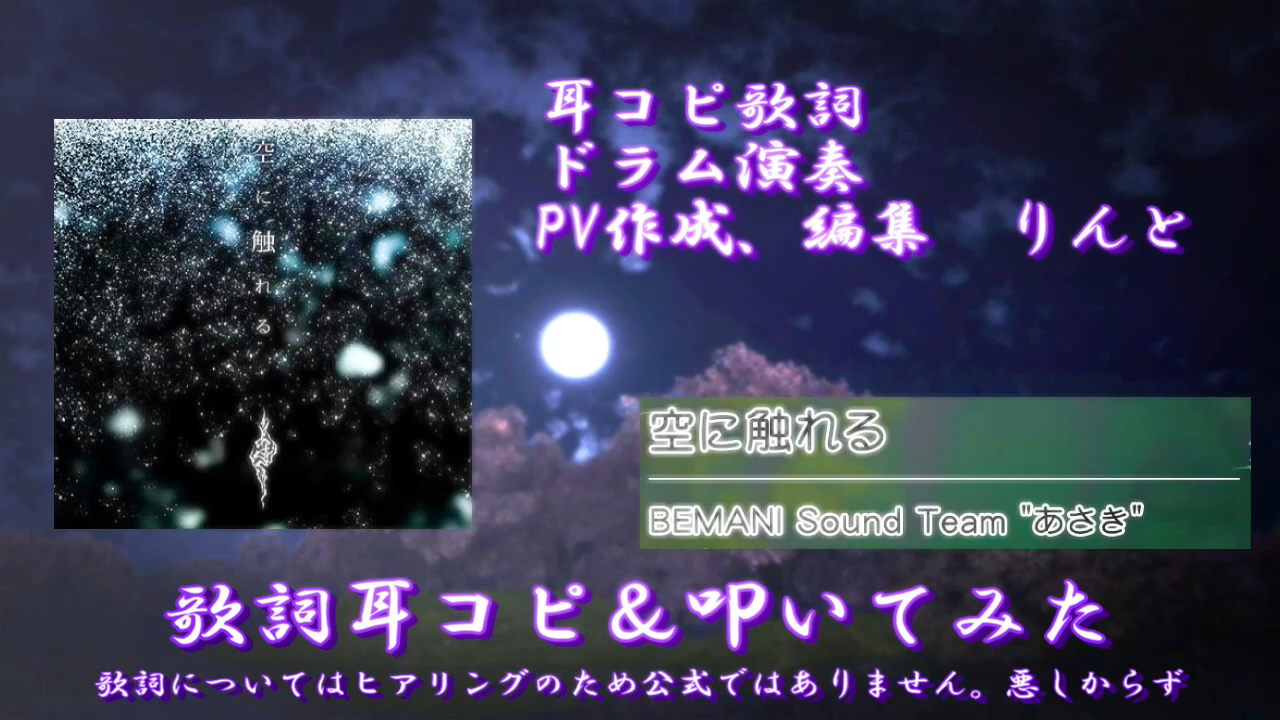 耳コピ歌詞
ドラム演奏
PV作成、編集　りんと
空に触れる
空に触れる
BEMANI Sound Team "あさき"
歌詞耳コピ&叩いてみた
歌詞についてはヒアリングのため公式ではありません。悪しからず